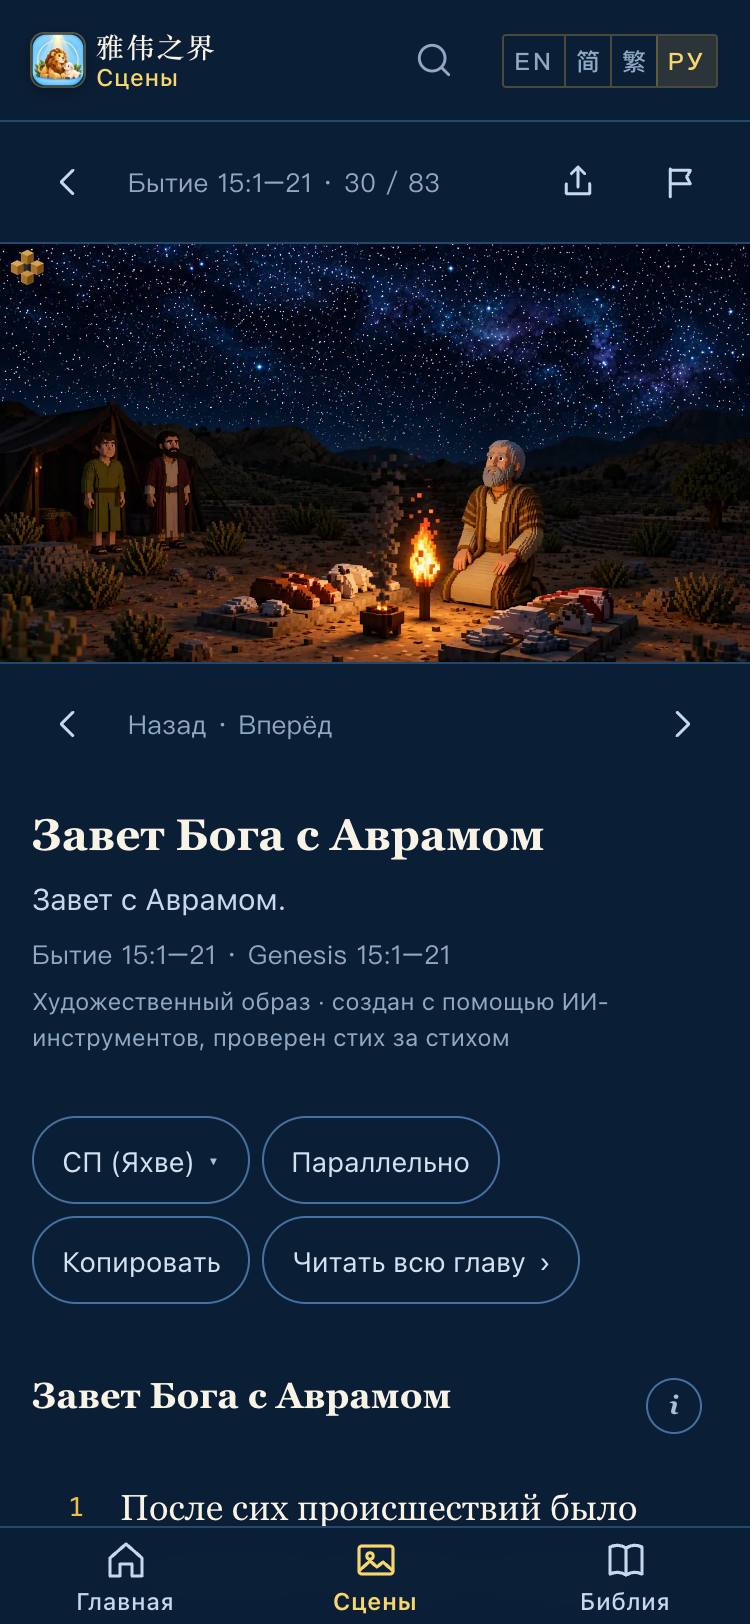 雅伟之界
Сцены
EN 简 繁 РУ
Бытие 15:1—21 · 30 / 83
Назад · Вперёд
Завет Бога с Аврамом
Завет с Аврамом.
Бытие 15:1—21 · Genesis 15:1—21
Художественный образ · создан с помощью ИИ-
инструментов, проверен стих за стихом
СП (Яхве) ▾ Параллельно
Копировать Читать всю главу ›
Завет Бога с Аврамом i
1 После сих происшествий было
Главная Сцены Библия